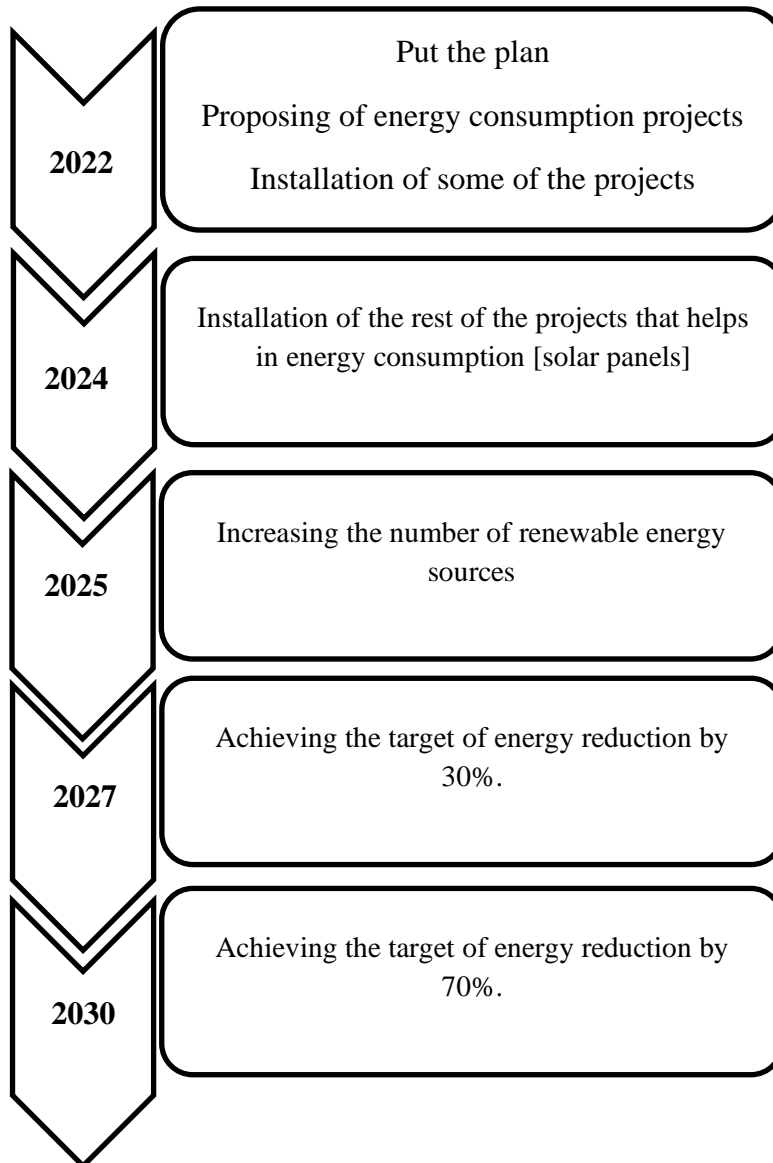 2022
Put the plan
Proposing of energy consumption projects
Installation of some of the projects
2024
Installation of the rest of the projects that helps
in energy consumption [solar panels]
2025
Increasing the number of renewable energy
sources
2027
Achieving the target of energy reduction by
30%.
2030
Achieving the target of energy reduction by
70%.